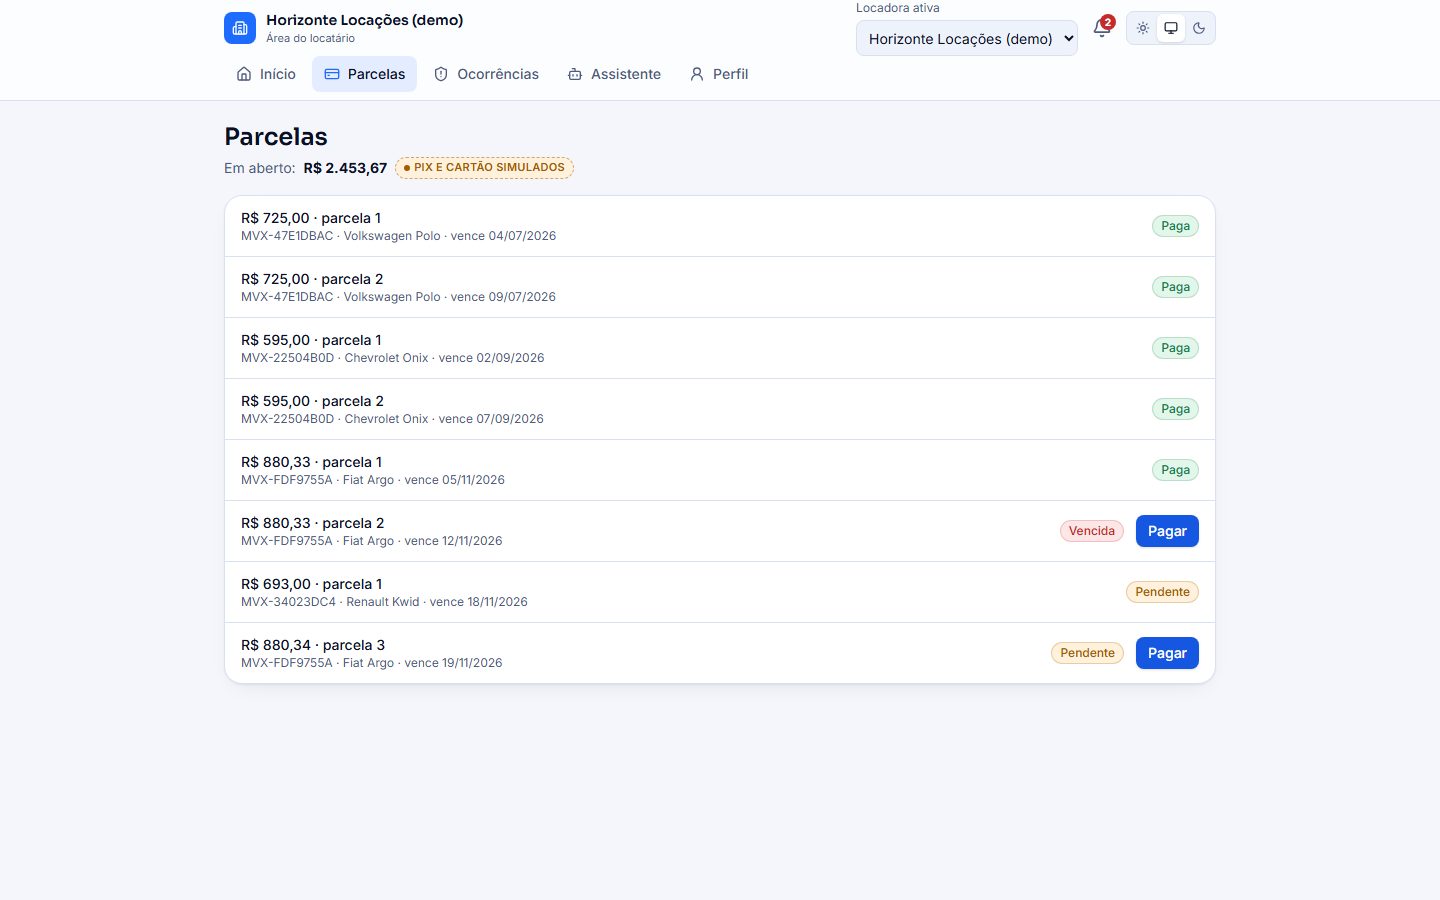 Horizonte Locações (demo)
Área do locatário
Locadora ativa
Horizonte Locações (demo)
2
Início
Parcelas
Ocorrências
Assistente
Perfil
Parcelas
Em aberto: R$ 2.453,67 PIX E CARTÃO SIMULADOS
R$ 725,00 · parcela 1
MVX-47E1DBAC · Volkswagen Polo · vence 04/07/2026
Paga
R$ 725,00 · parcela 2
MVX-47E1DBAC · Volkswagen Polo · vence 09/07/2026
Paga
R$ 595,00 · parcela 1
MVX-22504B0D · Chevrolet Onix · vence 02/09/2026
Paga
R$ 595,00 · parcela 2
MVX-22504B0D · Chevrolet Onix · vence 07/09/2026
Paga
R$ 880,33 · parcela 1
MVX-FDF9755A · Fiat Argo · vence 05/11/2026
Paga
R$ 880,33 · parcela 2
MVX-FDF9755A · Fiat Argo · vence 12/11/2026
Vencida
Pagar
R$ 693,00 · parcela 1
MVX-34023DC4 · Renault Kwid · vence 18/11/2026
Pendente
R$ 880,34 · parcela 3
MVX-FDF9755A · Fiat Argo · vence 19/11/2026
Pendente
Pagar